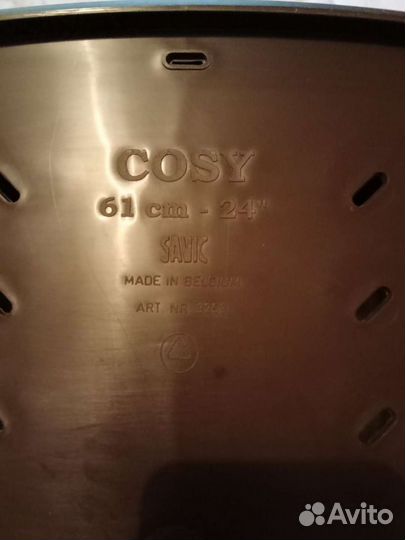 COSY
61 cm - 24"
SAVIC
MADE IN BELGIUM
ART. NR.
Avito